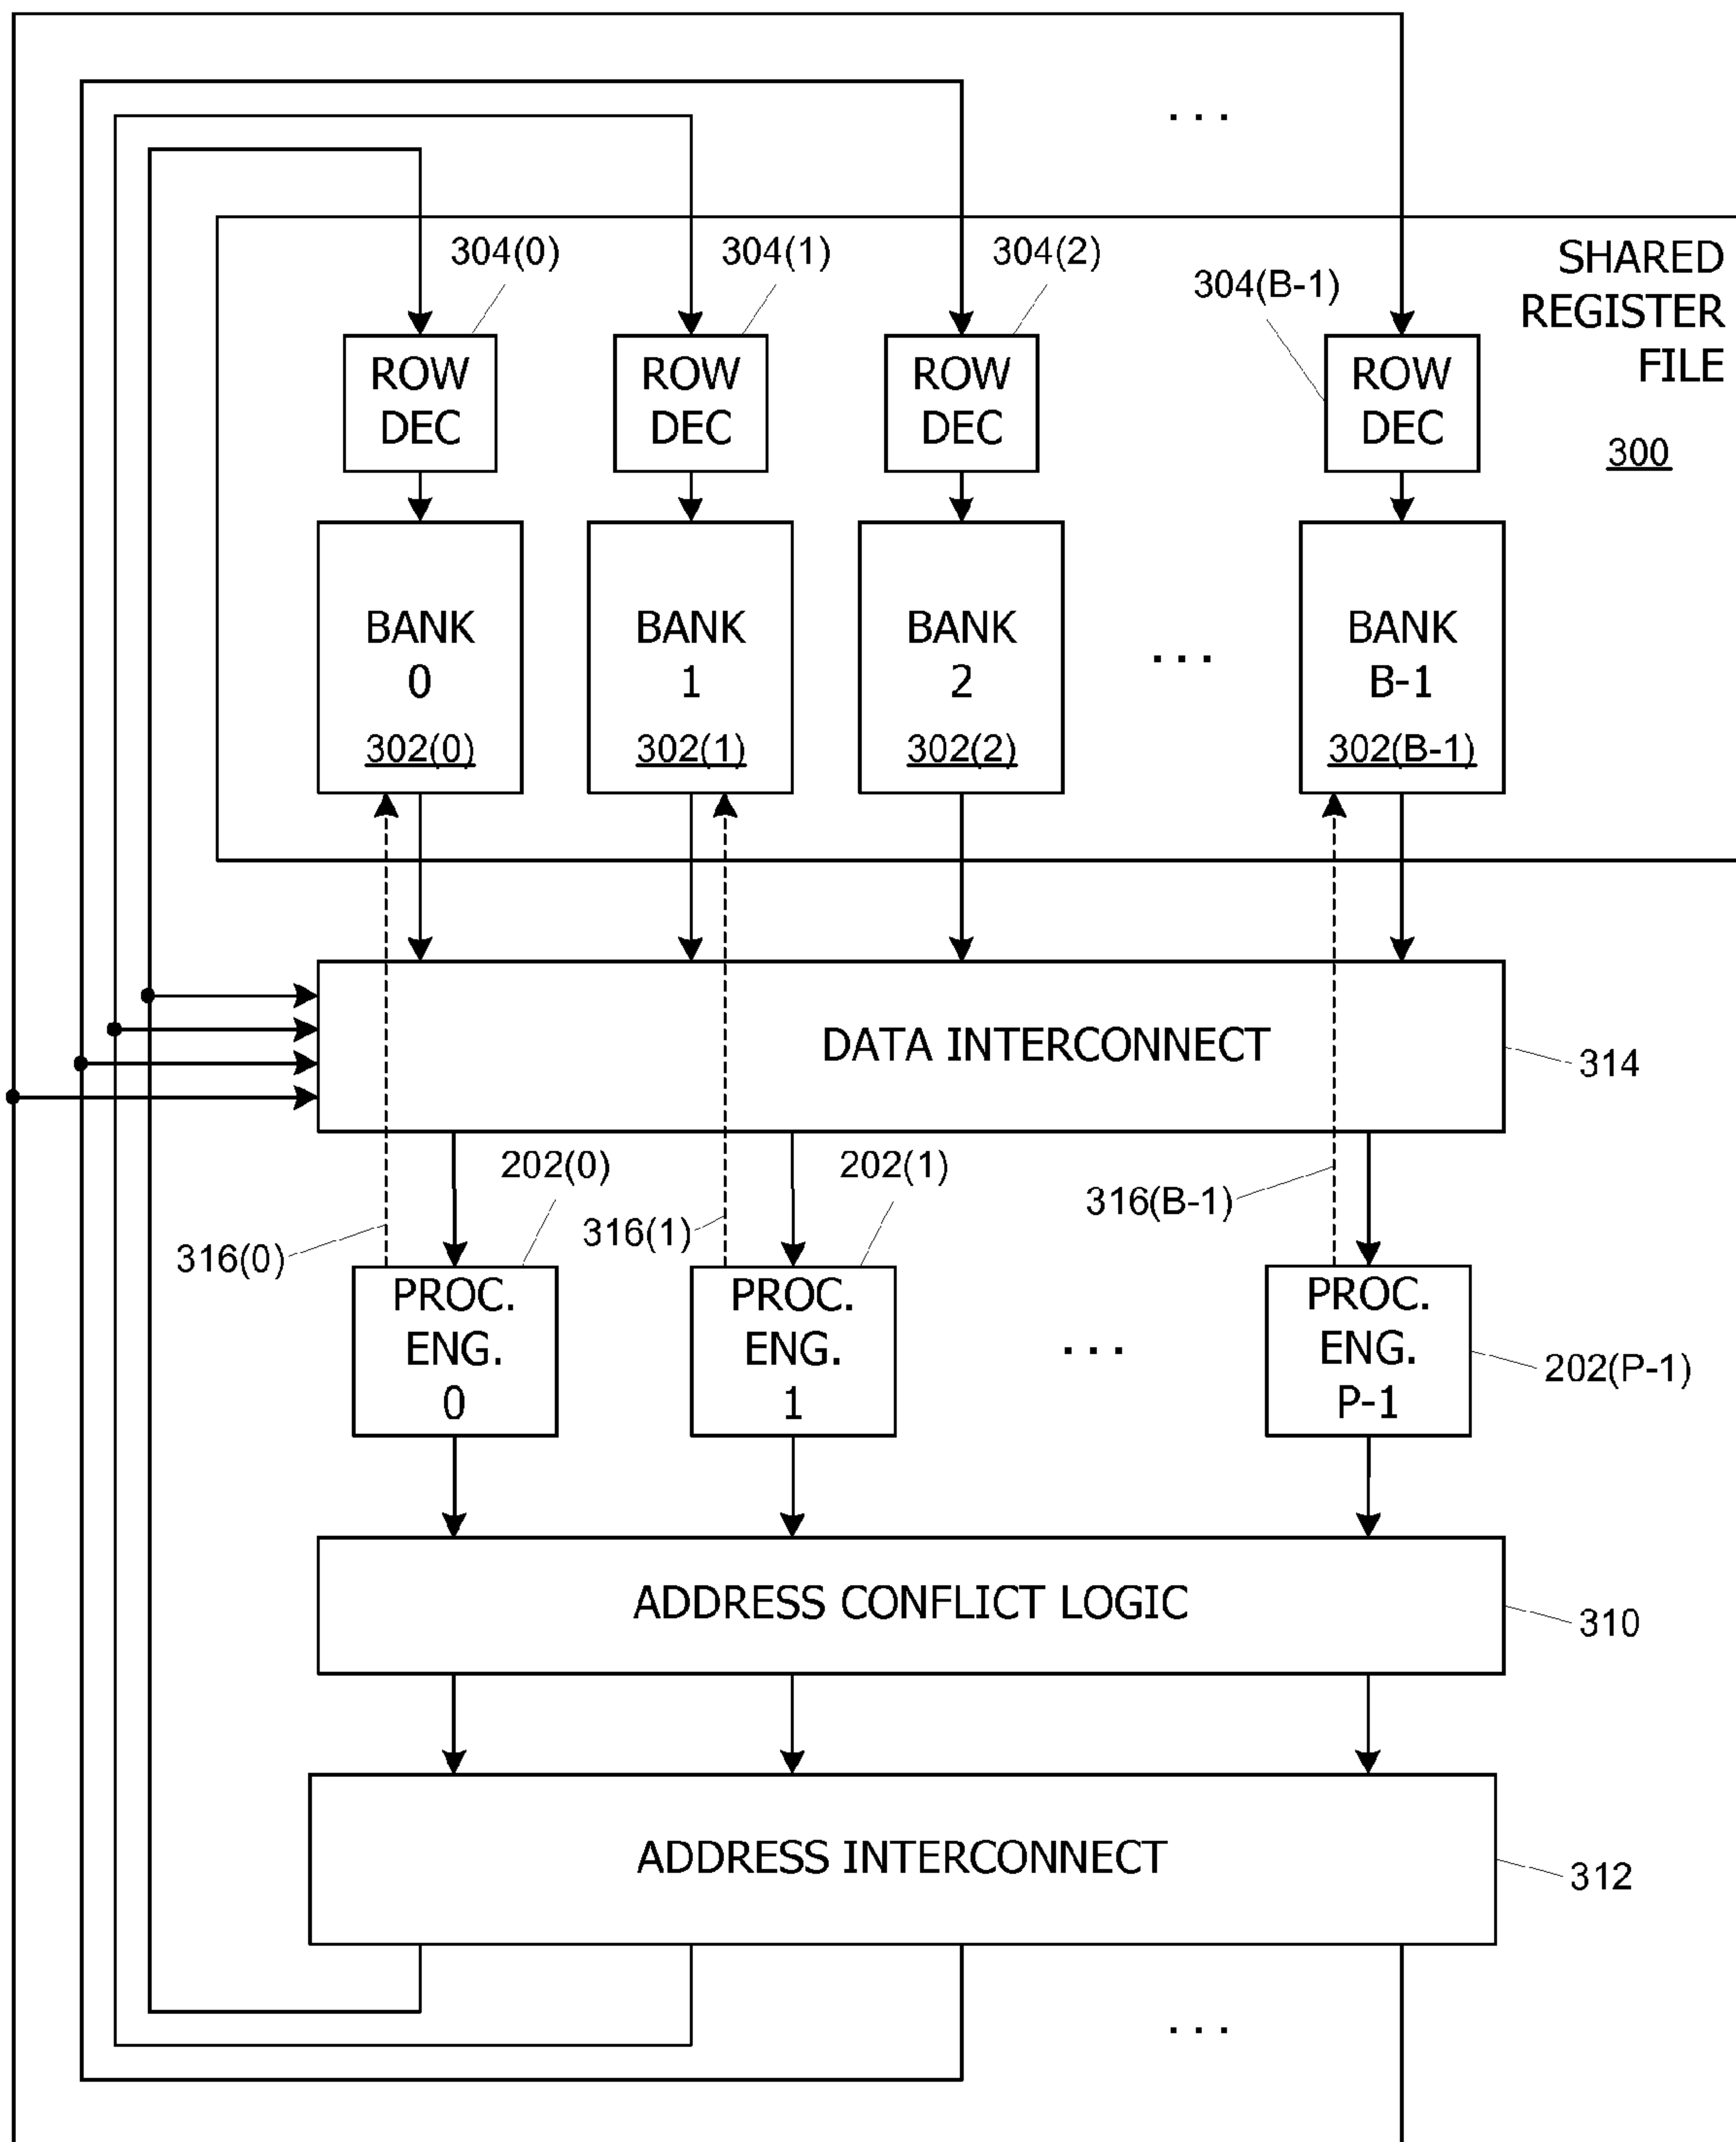 . . .
304(0)
304(1)
304(2)
304(B-1)
SHARED
REGISTER
FILE
300
ROW
DEC
ROW
DEC
ROW
DEC
ROW
DEC
BANK
0
302(0)
BANK
1
302(1)
BANK
2
302(2)
. . .
BANK
B-1
302(B-1)
DATA INTERCONNECT
314
202(0)
202(1)
316(B-1)
316(0)
316(1)
PROC.
ENG.
0
PROC.
ENG.
1
. . .
PROC.
ENG.
P-1
202(P-1)
ADDRESS CONFLICT LOGIC
310
ADDRESS INTERCONNECT
312
. . .